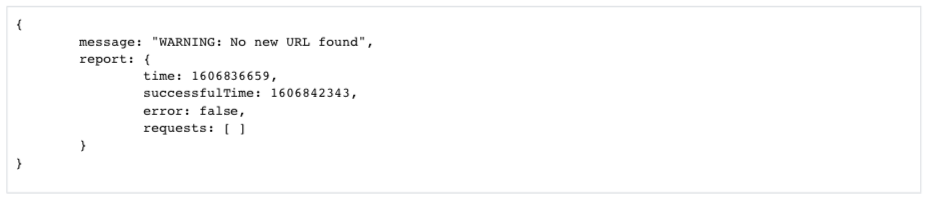 {
message: "WARNING: No new URL found",
report: {
time: 1606836659,
successfulTime: 1606842343,
error: false,
requests: [ ]
}
}